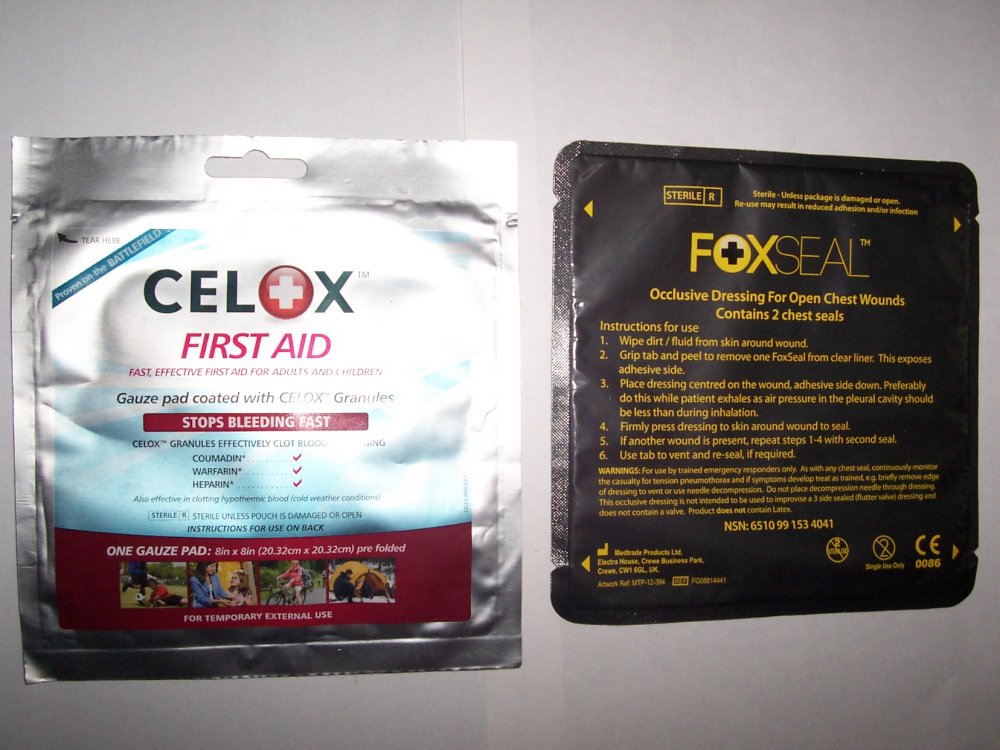 TEAR HERE
Proven on the BATTLEFIELD
CELOX™
FIRST AID
FAST, EFFECTIVE FIRST AID FOR ADULTS AND CHILDREN
Gauze pad coated with CELOX™ Granules
STOPS BLEEDING FAST
CELOX™ GRANULES EFFECTIVELY CLOT BLOOD
COUMADIN*..........✔
WARFARIN*..........✔
HEPARIN*..........✔
Also effective in clotting hypothermic blood (cold weather conditions)
STERILE R STERILE UNLESS POUCH IS DAMAGED OR OPEN
INSTRUCTIONS FOR USE ON BACK
ONE GAUZE PAD: 8in x 8in (20.32cm x 20.32cm) pre folded
FOR TEMPORARY EXTERNAL USE
STERILE R
Sterile - Unless package is damaged or open.
Re-use may result in reduced adhesion and/or infection
FOXSEAL™
Occlusive Dressing For Open Chest Wounds
Contains 2 chest seals
Instructions for use
1. Wipe dirt / fluid from skin around wound.
2. Grip tab and peel to remove one FoxSeal from clear liner. This exposes
adhesive side.
3. Place dressing centred on the wound, adhesive side down. Preferably
do this while patient exhales as air pressure in the pleural cavity should
be less than during inhalation.
4. Firmly press dressing to skin around wound to seal.
5. If another wound is present, repeat steps 1-4 with second seal.
6. Use tab to vent and re-seal, if required.
WARNINGS: For use by trained emergency responders only. As with any chest seal, continuously monitor
the casualty for tension pneumothorax and if symptoms develop treat as trained, e.g. briefly remove edge
of dressing to vent or use needle decompression. Do not place decompression needle through dressing.
This occlusive dressing is not intended to be used to improvise a 3 side sealed (flutter valve) dressing and
does not contain a valve. Product does not contain Latex.
NSN: 6510 99 153 4041
Medtrade Products Ltd,
Electra House, Crewe Business Park,
Crewe, CW1 6GL, UK.
Artwork Ref: MTP-12-394 REF FG08814441
2
STERILIZE
2
Single Use Only
CE
0086